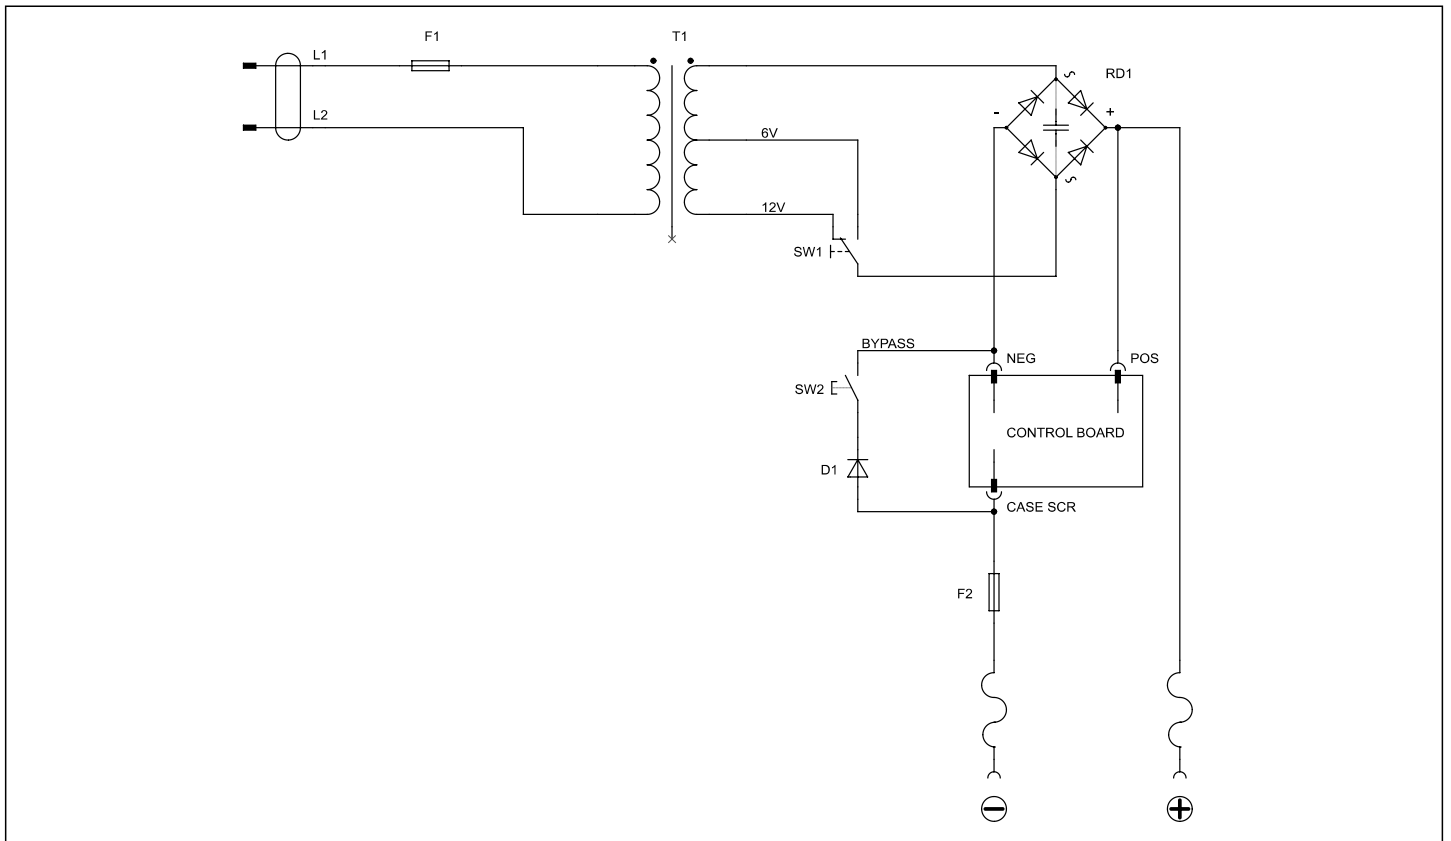 F1
T1
L1
RD1
L2
-
+
6V
12V
SW1
BYPASS
NEG
POS
SW2
CONTROL BOARD
D1
CASE SCR
F2